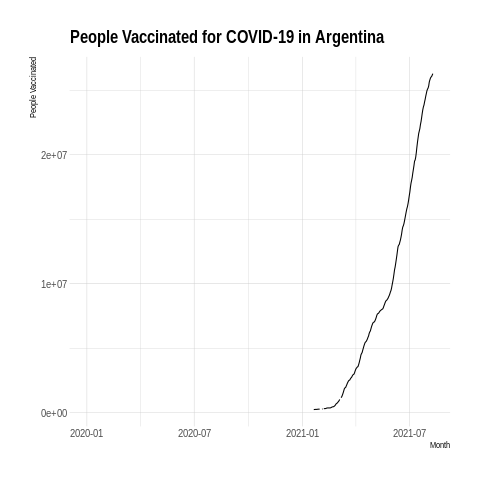 People Vaccinated for COVID-19 in Argentina
People Vaccinated
2e+07
1e+07
0e+00
2020-01
2020-07
2021-01
2021-07
Month